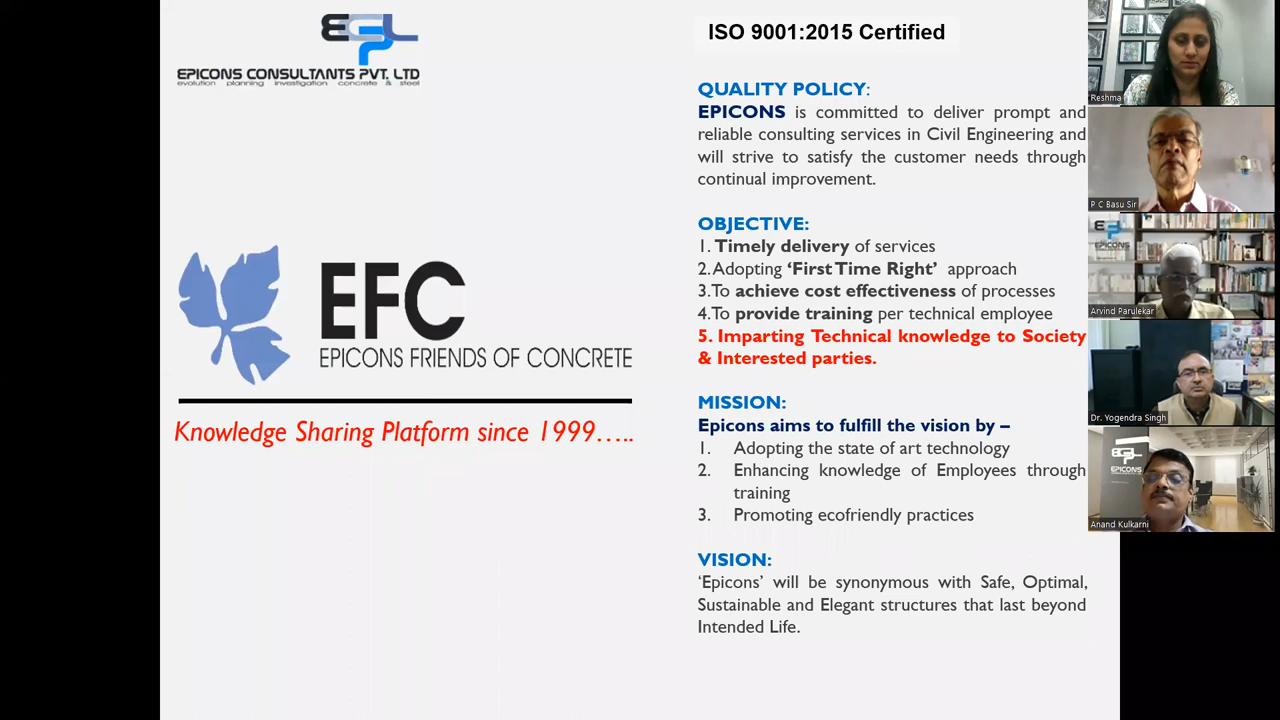 ECPL
EPICONS CONSULTANTS PVT. LTD
evolution planning investigation concrete & steel
EFC
EPICONS FRIENDS OF CONCRETE
Knowledge Sharing Platform since 1999…..
ISO 9001:2015 Certified
QUALITY POLICY:
EPICONS is committed to deliver prompt and
reliable consulting services in Civil Engineering and
will strive to satisfy the customer needs through
continual improvement.
OBJECTIVE:
1. Timely delivery of services
2. Adopting ‘First Time Right’ approach
3. To achieve cost effectiveness of processes
4. To provide training per technical employee
5. Imparting Technical knowledge to Society
& Interested parties.
MISSION:
Epicons aims to fulfill the vision by –
1. Adopting the state of art technology
2. Enhancing knowledge of Employees through
training
3. Promoting ecofriendly practices
VISION:
‘Epicons’ will be synonymous with Safe, Optimal,
Sustainable and Elegant structures that last beyond
Intended Life.
Reshma
P C Basu Sir
EPICONS
Arvind Parulekar
Dr. Yogendra Singh
EPICONS
Anand Kulkarni